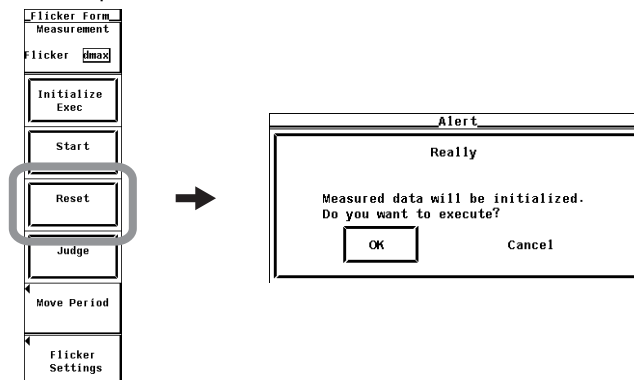 Flicker Form
Measurement
Flicker dmax
Initialize
Exec
Start
Reset
Judge
Move Period
Flicker
Settings
Alert
Really
Measured data will be initialized.
Do you want to execute?
OK Cancel